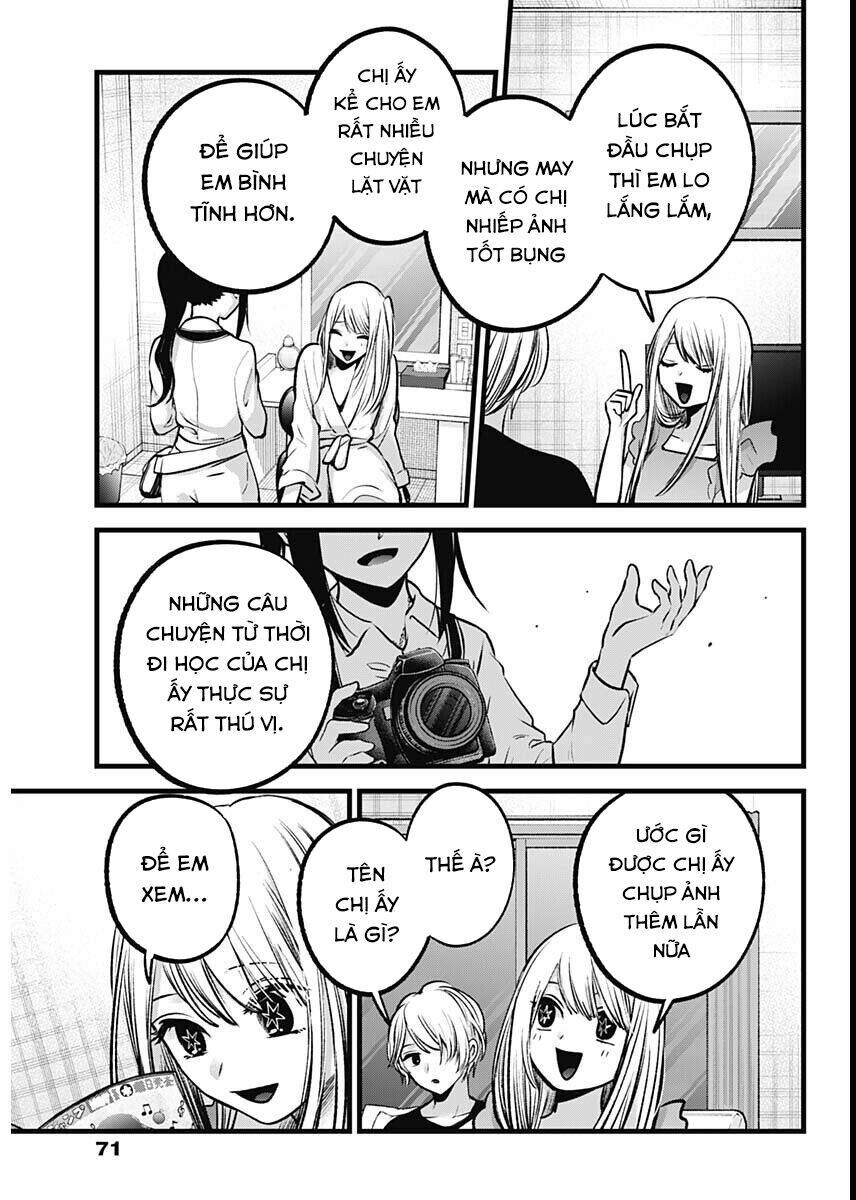 LÚC BẮT
ĐẦU CHỤP
THÌ EM LO
LẮNG LẮM,
NHƯNG MAY
MÀ CÓ CHỊ
NHIẾP ẢNH
TỐT BỤNG
CHỊ ẤY
KỂ CHO EM
RẤT NHIỀU
CHUYỆN
LẶT VẶT
ĐỂ GIÚP
EM BÌNH
TĨNH HƠN.
NHỮNG CÂU
CHUYỆN TỪ THỜI
ĐI HỌC CỦA CHỊ
ẤY THỰC SỰ
RẤT THÚ VỊ.
ƯỚC GÌ
ĐƯỢC CHỊ ẤY
CHỤP ẢNH
THÊM LẦN
NỮA
THẾ À?
TÊN
CHỊ ẤY
LÀ GÌ?
ĐỂ EM
XEM...
71